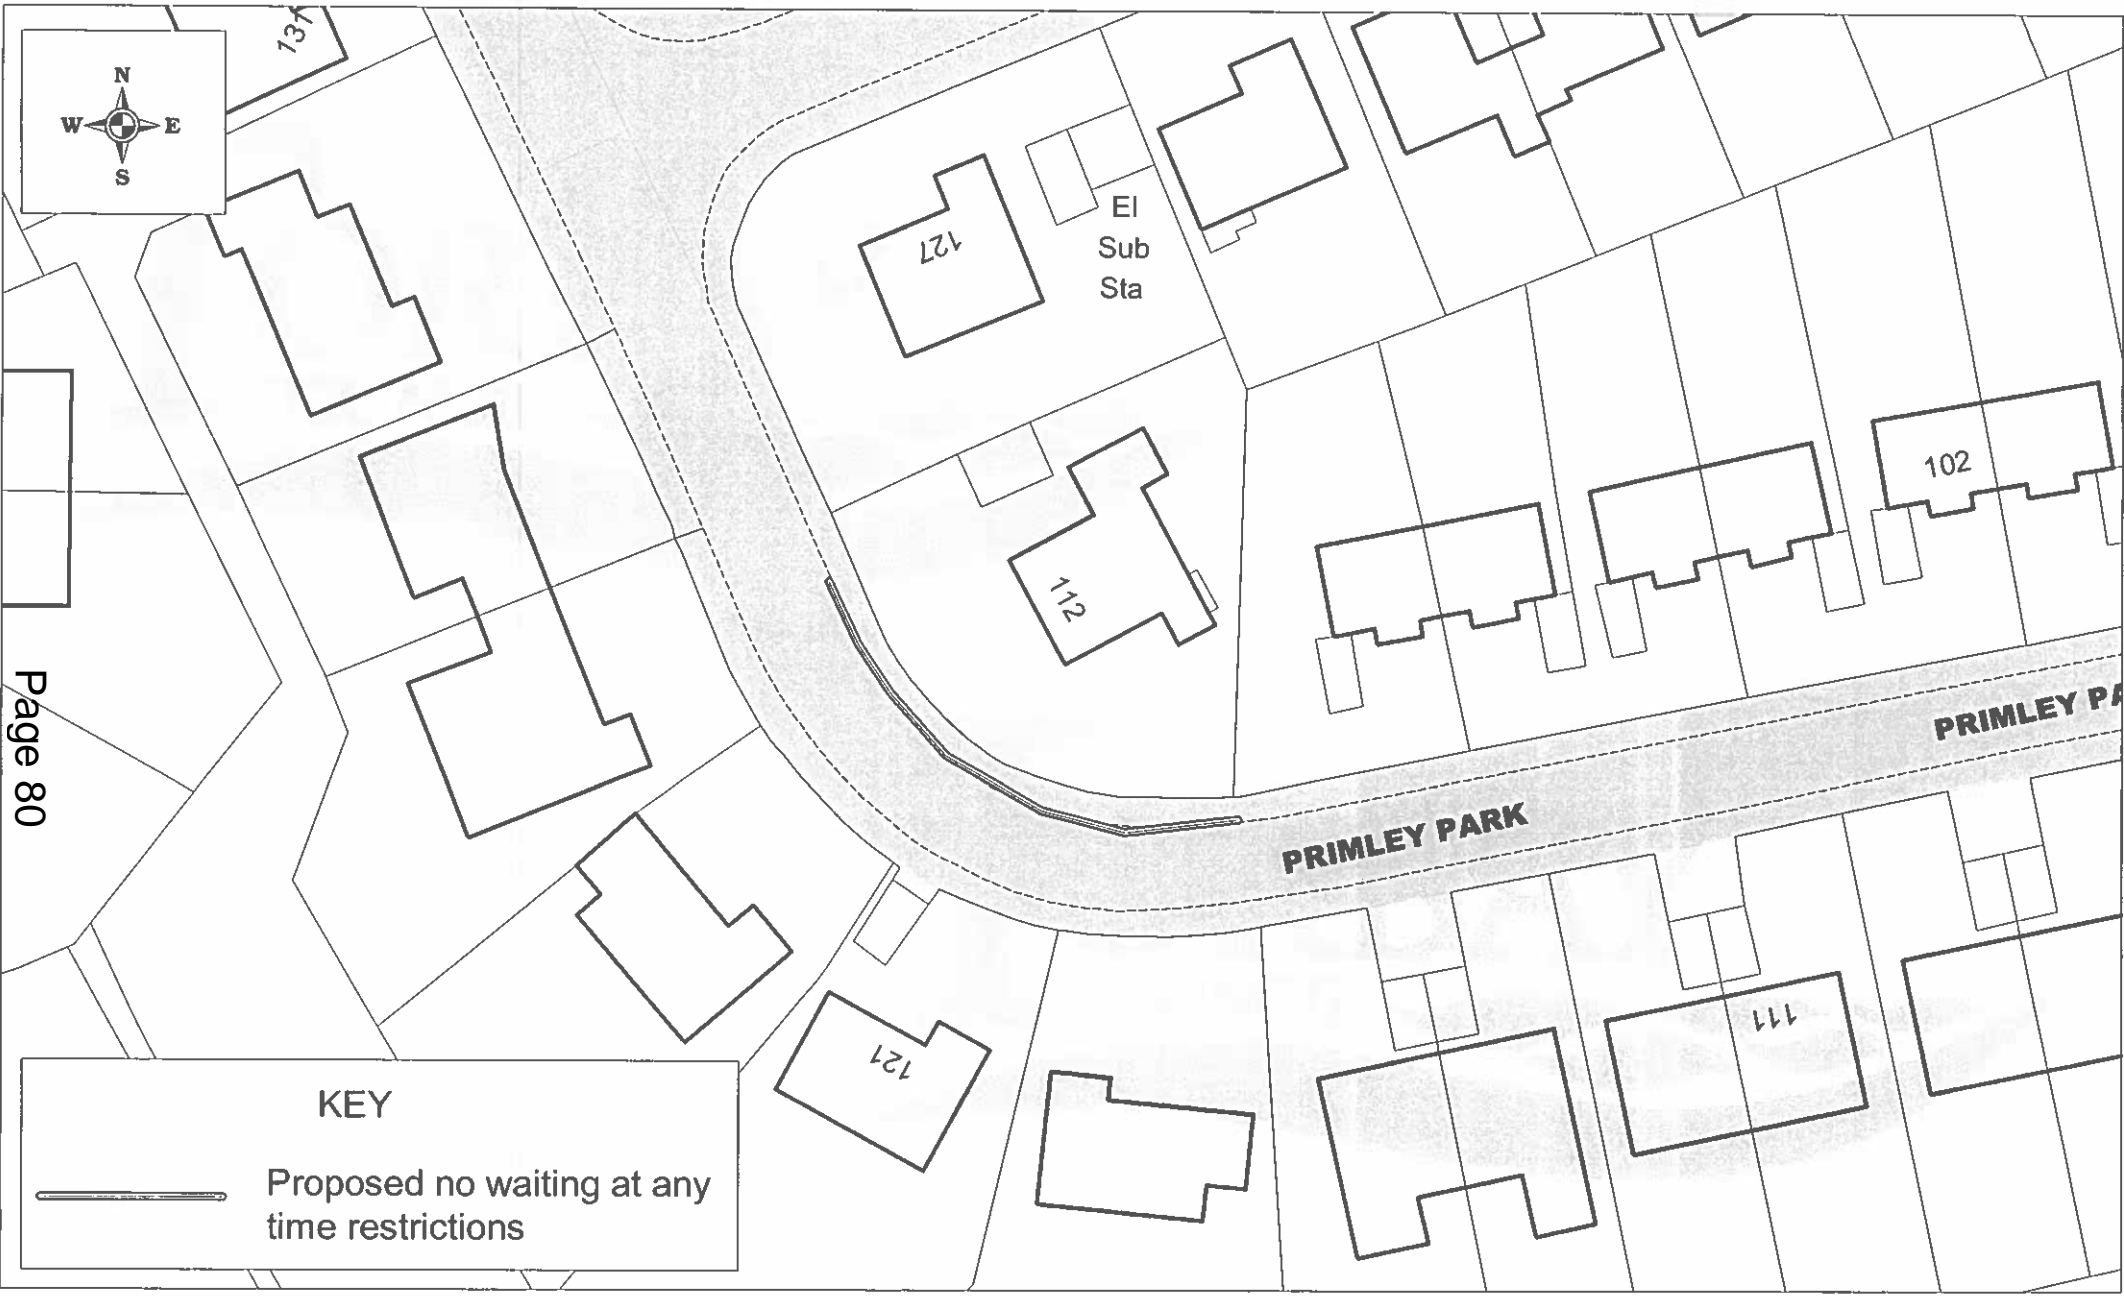 131
N
W E
S
127
El
Sub
Sta
112
102
PRIMLEY PA
PRIMLEY PARK
Page 80
121
111
KEY
Proposed no waiting at any
time restrictions